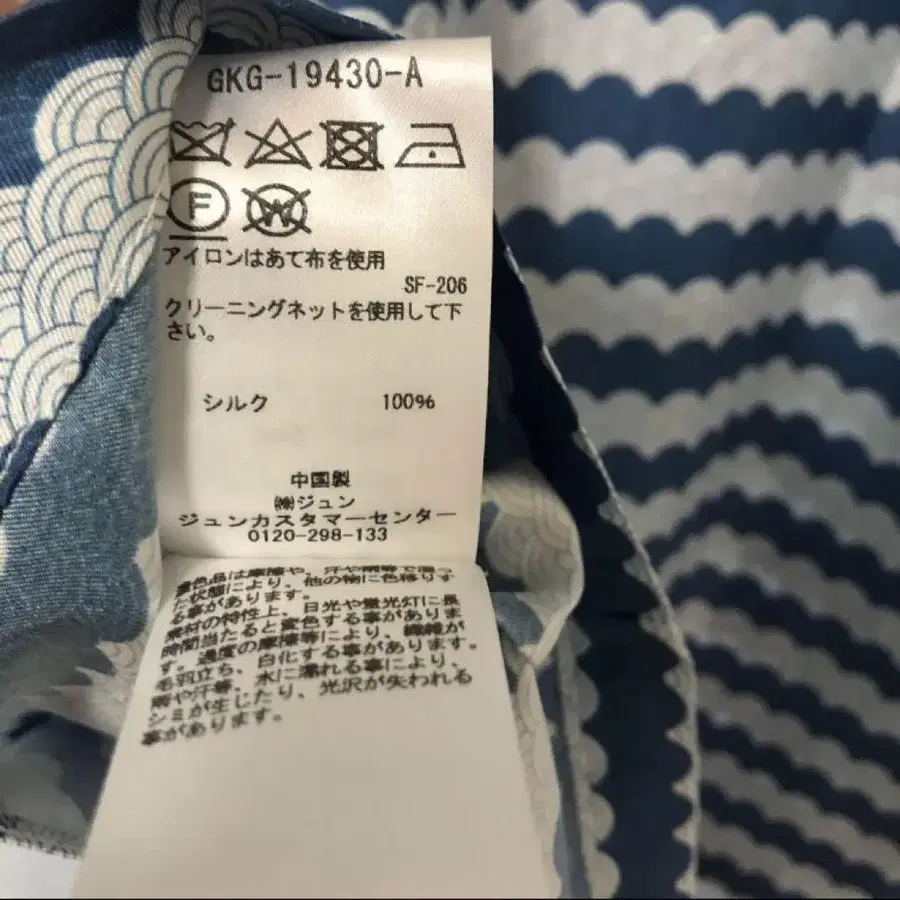 GKG-19430-A
F
W
アイロンはあて布を使用
SF-206
クリーニングネットを使用して下
さい。
シルク 100%
中国製
㈱ジュン
ジュンカスタマーセンター
0120-298-133
濃色品は摩擦や、汗や雨等で湿っ
た状態により、他の物に色移りす
る事があります。
素材の特性上、日光や蛍光灯に長
時間当たると変色する事がありま
す。過度の摩擦等により、繊維が
毛羽立ち、白化する事があります。
雨や汗等、水に濡れる事により、
シミが生じたり、光沢が失われる
事があります。